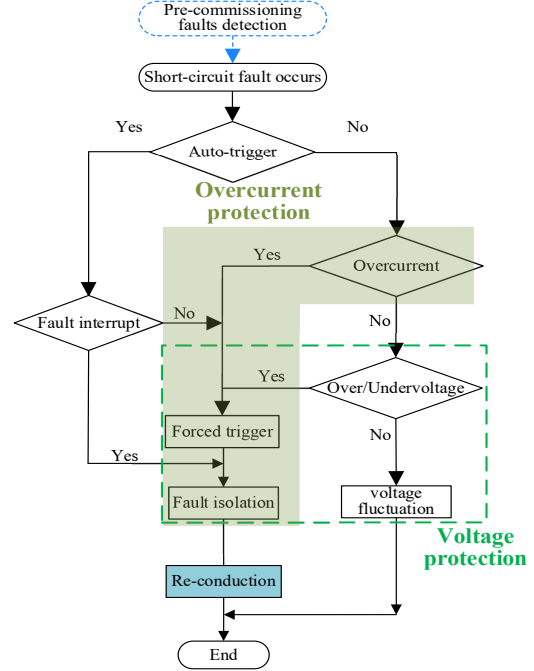 Pre-commissioning
faults detection
Short-circuit fault occurs
Yes
No
Auto-trigger
Overcurrent
protection
Yes
Overcurrent
Fault interrupt
No
No
Yes
Over/Undervoltage
Forced trigger
No
Yes
Fault isolation
voltage
fluctuation
Voltage
protection
Re-conduction
End